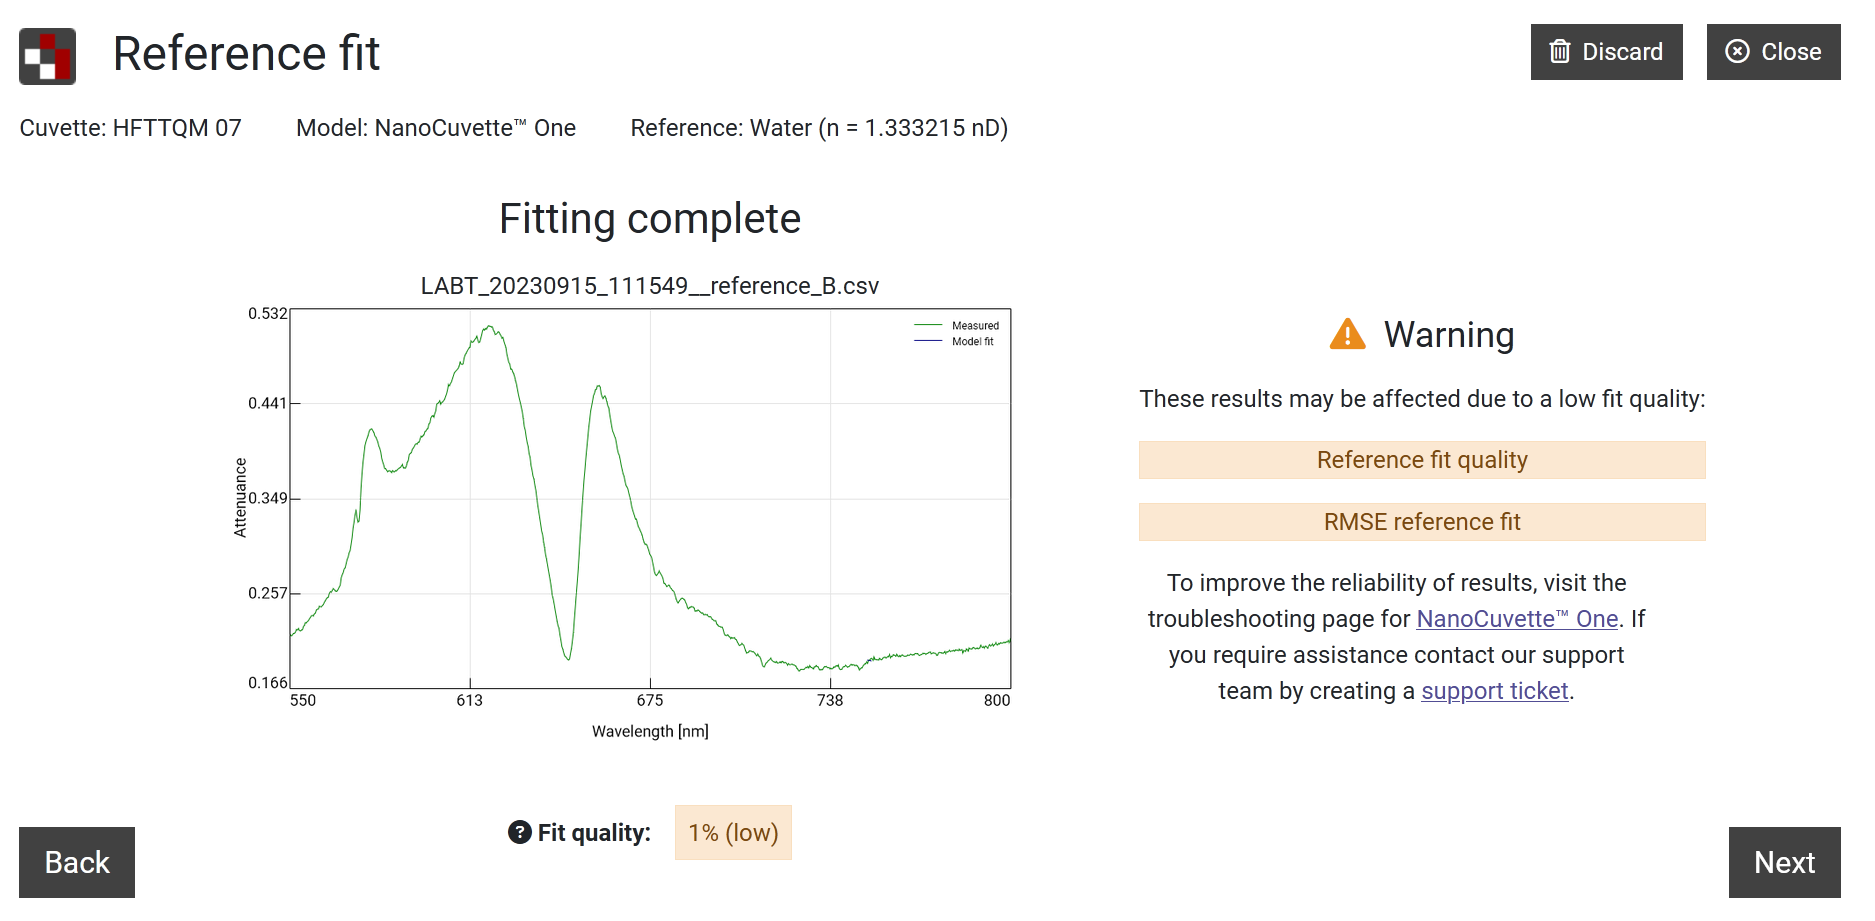 Reference fit
Discard
Close
Cuvette: HFTTQM 07
Model: NanoCuvette™ One
Reference: Water (n = 1.333215 nD)
Fitting complete
LABT_20230915_111549__reference_B.csv
0.532
0.441
0.349
0.257
0.166
Attenuance
Measured
Model fit
550
613
675
738
800
Wavelength [nm]
Warning
These results may be affected due to a low fit quality:
Reference fit quality
RMSE reference fit
To improve the reliability of results, visit the
troubleshooting page for NanoCuvette™ One. If
you require assistance contact our support
team by creating a support ticket.
? Fit quality:
1% (low)
Back
Next